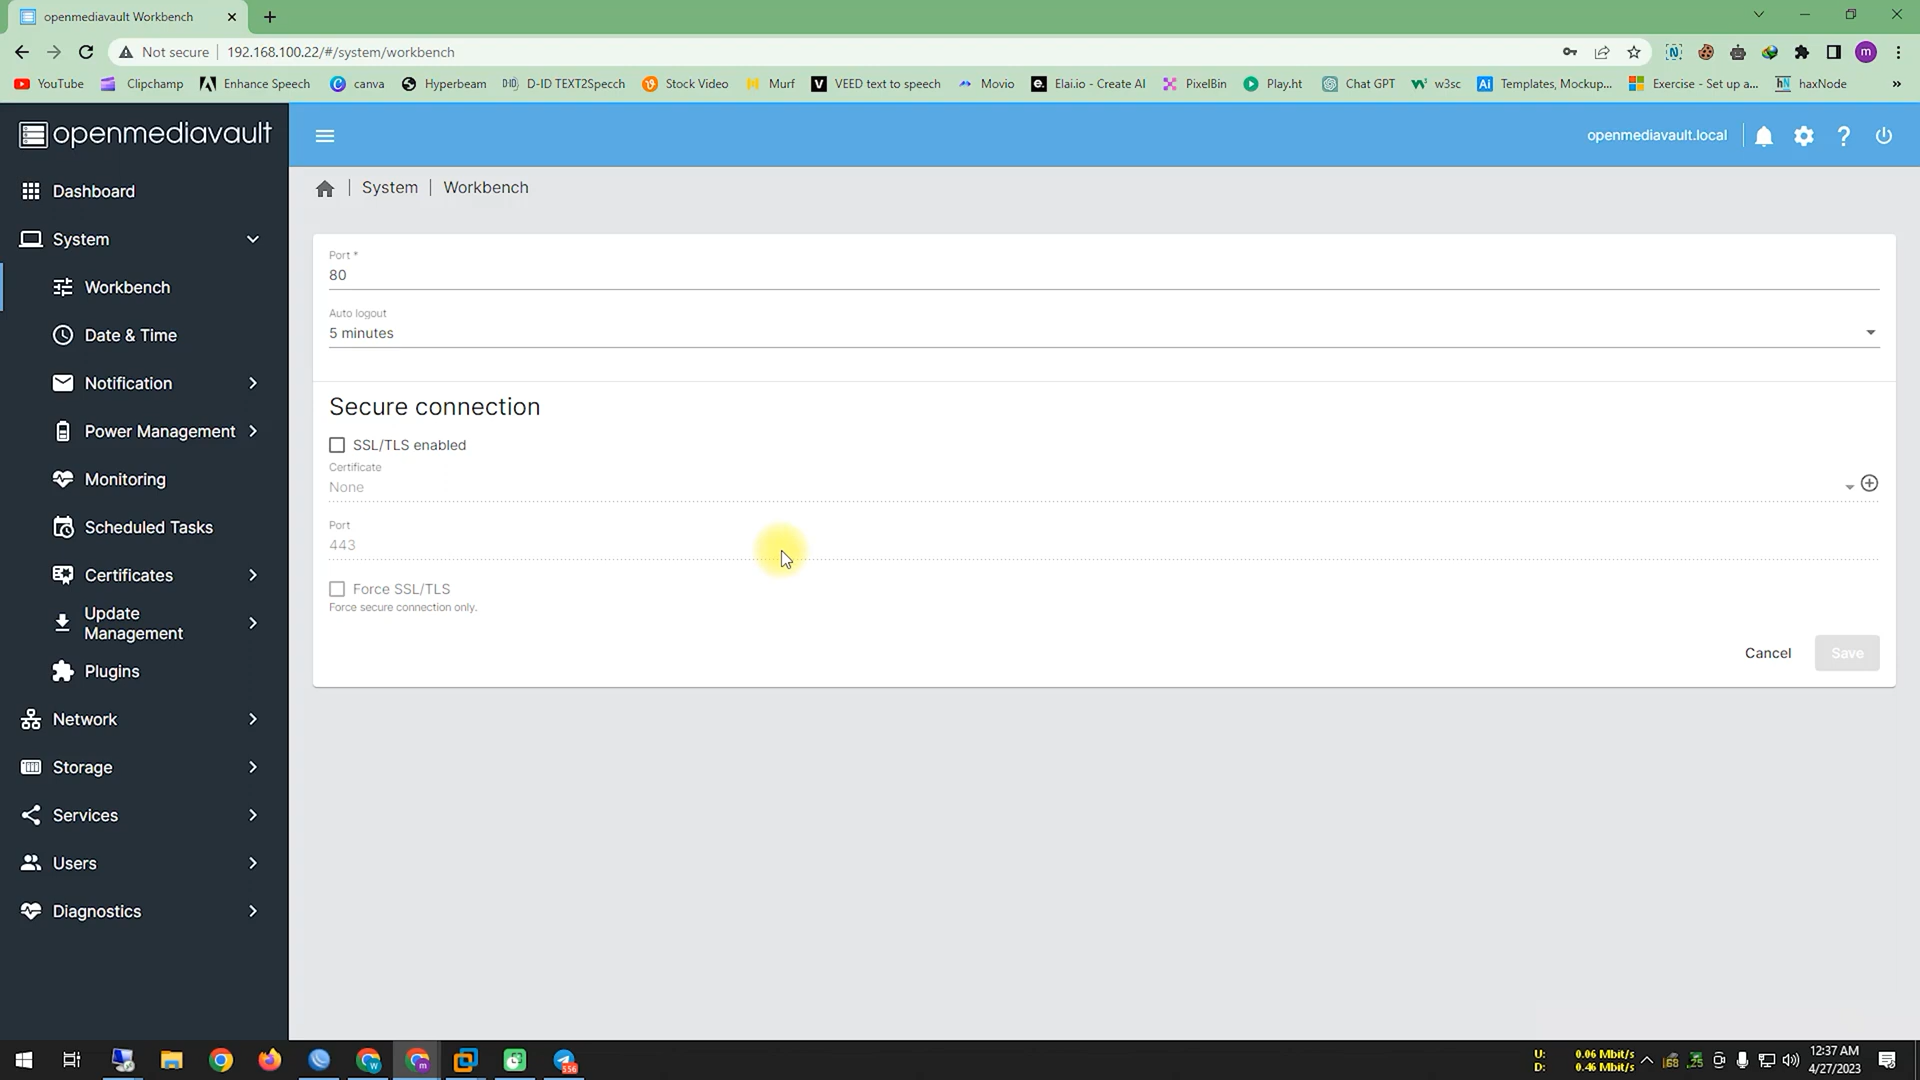 openmediavault Workbench
Not secure
192.168.100.22/#/system/workbench
m
YouTube
Clipchamp
Enhance Speech
canva
Hyperbeam
D-ID TEXT2Specch
Stock Video
Murf
VEED text to speech
Movio
Elai.io - Create AI
PixelBin
Play.ht
Chat GPT
w3sc
Templates, Mockup...
Exercise - Set up a...
haxNode
»
openmediavault
openmediavault.local
Dashboard
System
Workbench
Date & Time
Notification
Power Management
Monitoring
Scheduled Tasks
Certificates
Update
Management
Plugins
Network
Storage
Services
Users
Diagnostics
System | Workbench
Port *
80
Auto logout
5 minutes
Secure connection
SSL/TLS enabled
Certificate
None
Port
443
Force SSL/TLS
Force secure connection only.
Cancel
Save
U: 0.06 Mbit/s
D: 0.46 Mbit/s
12:37 AM
4/27/2023